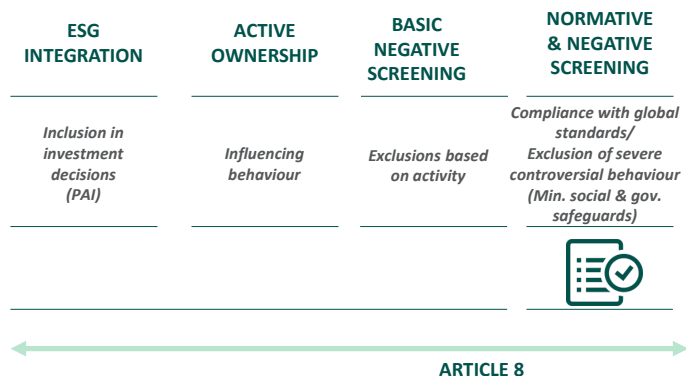 ESG
INTEGRATION
ACTIVE
OWNERSHIP
BASIC
NEGATIVE
SCREENING
NORMATIVE
& NEGATIVE
SCREENING
Inclusion in
investment
decisions
(PAI)
Influencing
behaviour
Exclusions based
on activity
Compliance with global
standards/
Exclusion of severe
controversial behaviour
(Min. social & gov.
safeguards)
ARTICLE 8